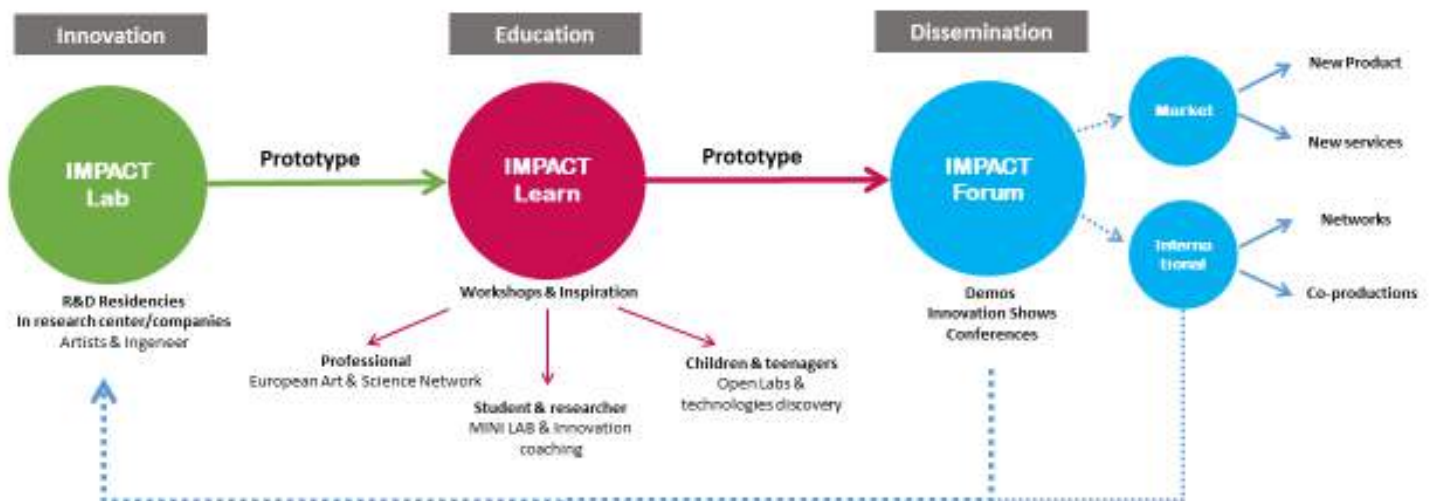 Innovation
Education
Dissemination
IMPACT
Lab
Prototype
IMPACT
Learn
Prototype
IMPACT
Forum
Market
New Product
New services
Interna
tional
Networks
Co-productions
R&D Residencies
In research center/companies
Artists & Ingeneer
Workshops & Inspiration
Professional
European Art & Science Network
Student & researcher
MINI LAB & Innovation
coaching
Children & teenagers
Open Labs &
technologies discovery
Demos
Innovation Shows
Conferences